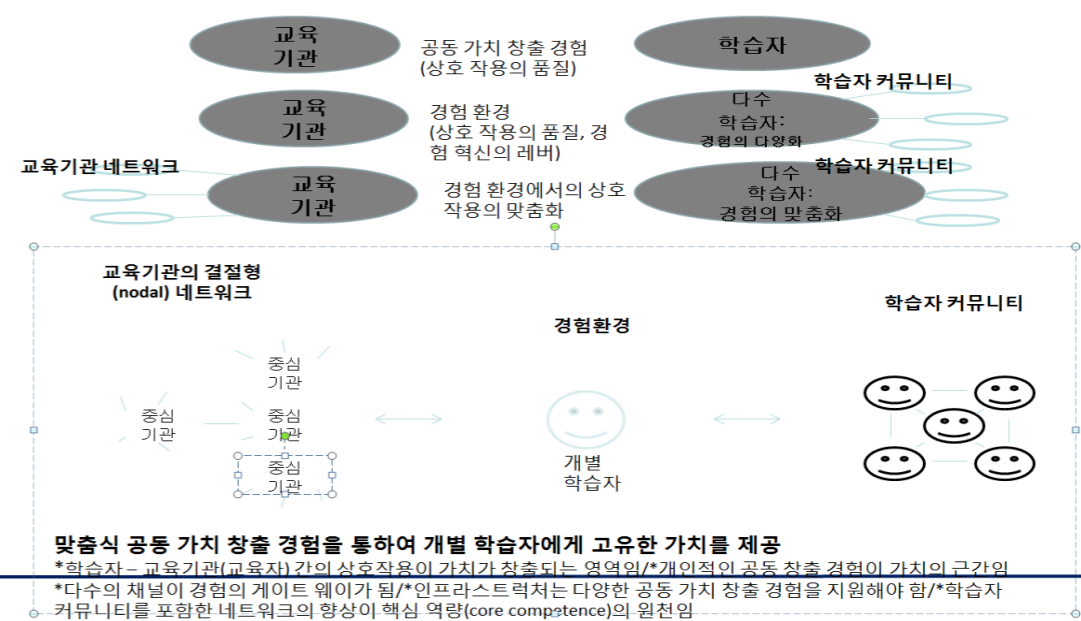 교육
기관
공동 가치 창출 경험
(상호 작용의 품질)
학습자
학습자 커뮤니티
교육
기관
경험 환경
(상호 작용의 품질, 경
험 혁신의 레버)
다수
학습자:
경험의 다양화
교육기관 네트워크
교육
기관
경험 환경에서의 상호
작용의 맞춤화
학습자 커뮤니티
다수
학습자:
경험의 맞춤화
교육기관의 결절형
(nodal) 네트워크
경험환경
학습자 커뮤니티
중심
기관
중심
기관
중심
기관
중심
기관
개별
학습자
맞춤식 공동 가치 창출 경험을 통하여 개별 학습자에게 고유한 가치를 제공
*학습자 – 교육기관(교육자) 간의 상호작용이 가치가 창출되는 영역임/*개인적인 공동 창출 경험이 가치의 근간임
*다수의 채널이 경험의 게이트 웨이가 됨/*인프라스트럭처는 다양한 공동 가치 창출 경험을 지원해야 함/*학습자
커뮤니티를 포함한 네트워크의 향상이 핵심 역량(core competence)의 원천임